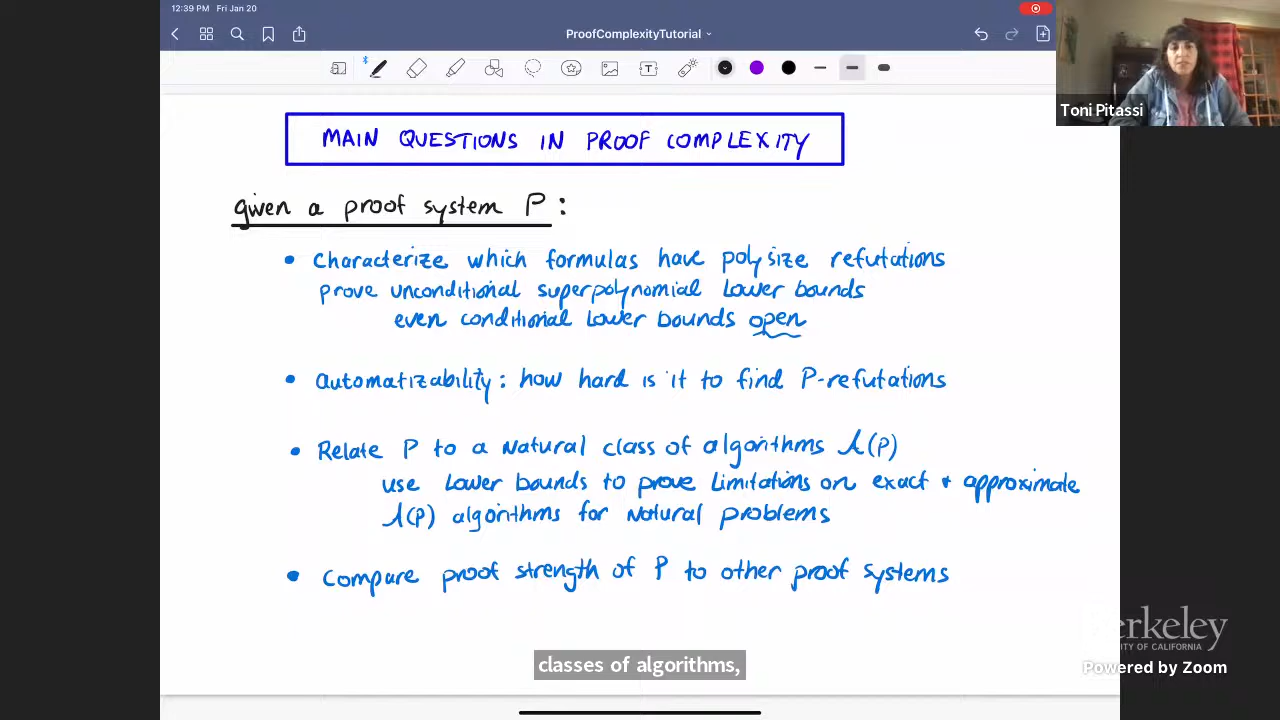 12:39 PM Fri Jan 20
ProofComplexityTutorial
Toni Pitassi
MAIN QUESTIONS IN PROOF COMPLEXITY
given a proof system P:
• Characterize which formulas have polysize refutations
prove unconditional superpolynomial lower bounds
even conditional lower bounds open
• Automatizability: how hard is it to find P-refutations
• Relate P to a natural class of algorithms A(P)
use lower bounds to prove limitations on exact + approximate
A(P) algorithms for natural problems
• Compare proof strength of P to other proof systems
Berkeley
OF CALIFORNIA
classes of algorithms,
Powered by Zoom